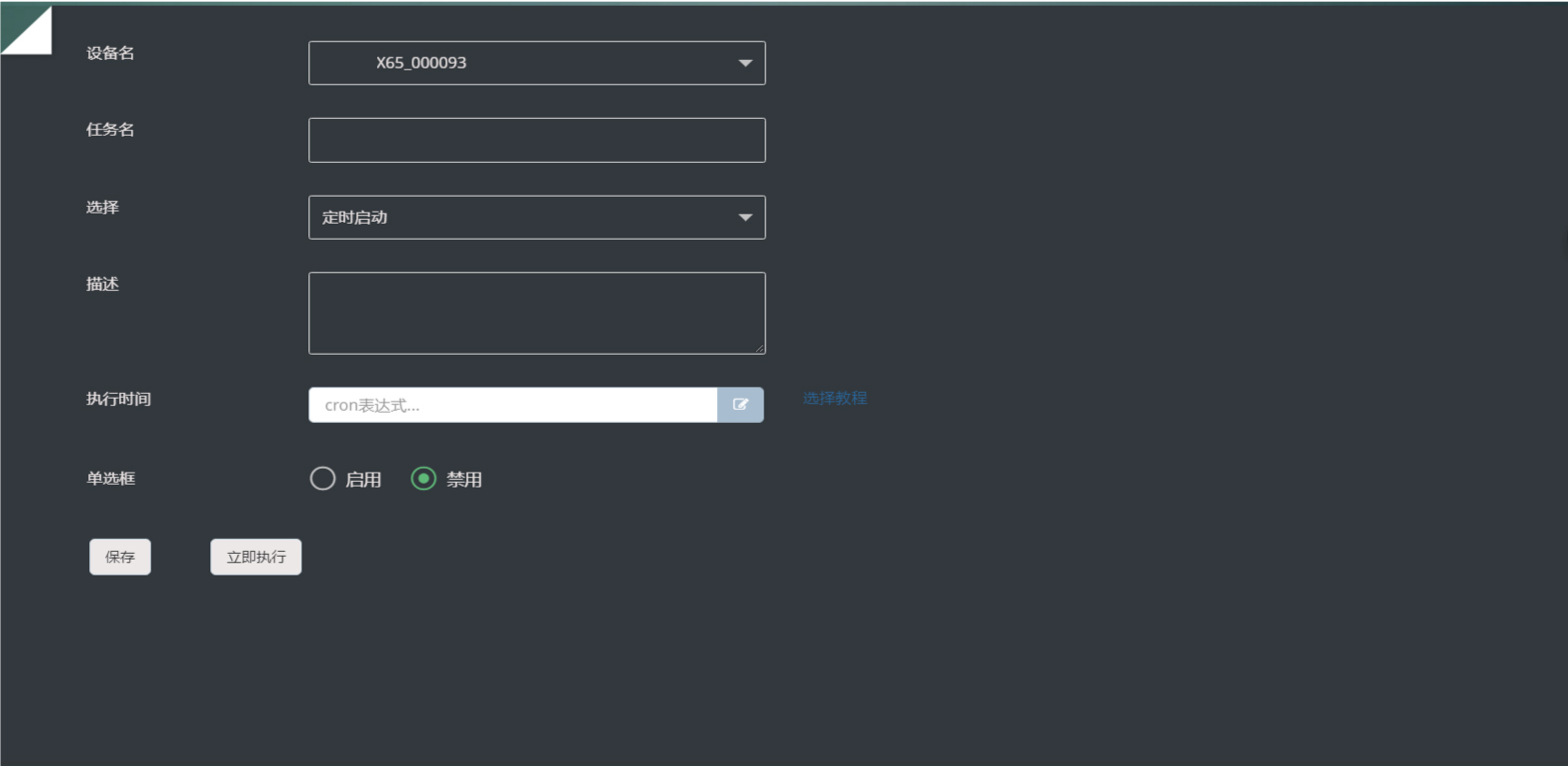 设备名
X65_000093
任务名
选择
定时启动
描述
执行时间
cron表达式...
选择教程
单选框
启用
禁用
保存
立即执行